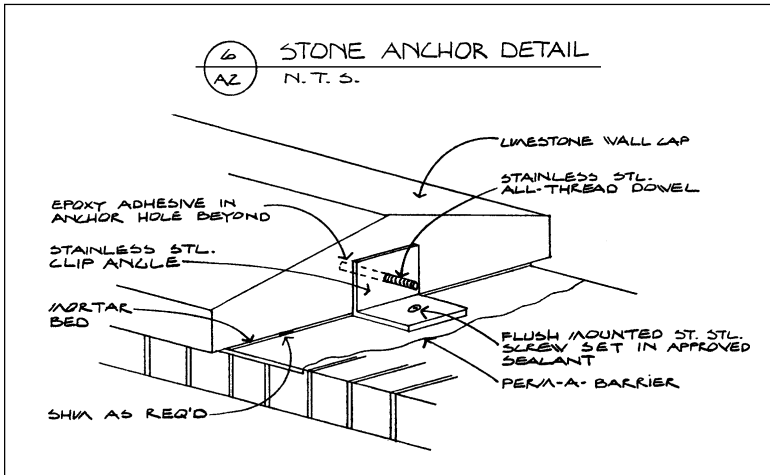 6
A2
STONE ANCHOR DETAIL
N.T.S.
LIMESTONE WALL CAP
STAINLESS STL.
ALL-THREAD DOWEL
EPOXY ADHESIVE IN
ANCHOR HOLE BEYOND
STAINLESS STL.
CLIP ANGLE
MORTAR
BED
FLUSH MOUNTED ST. STL.
SCREW SET IN APPROVED
SEALANT
PERM-A-BARRIER
SHIM AS REQ'D